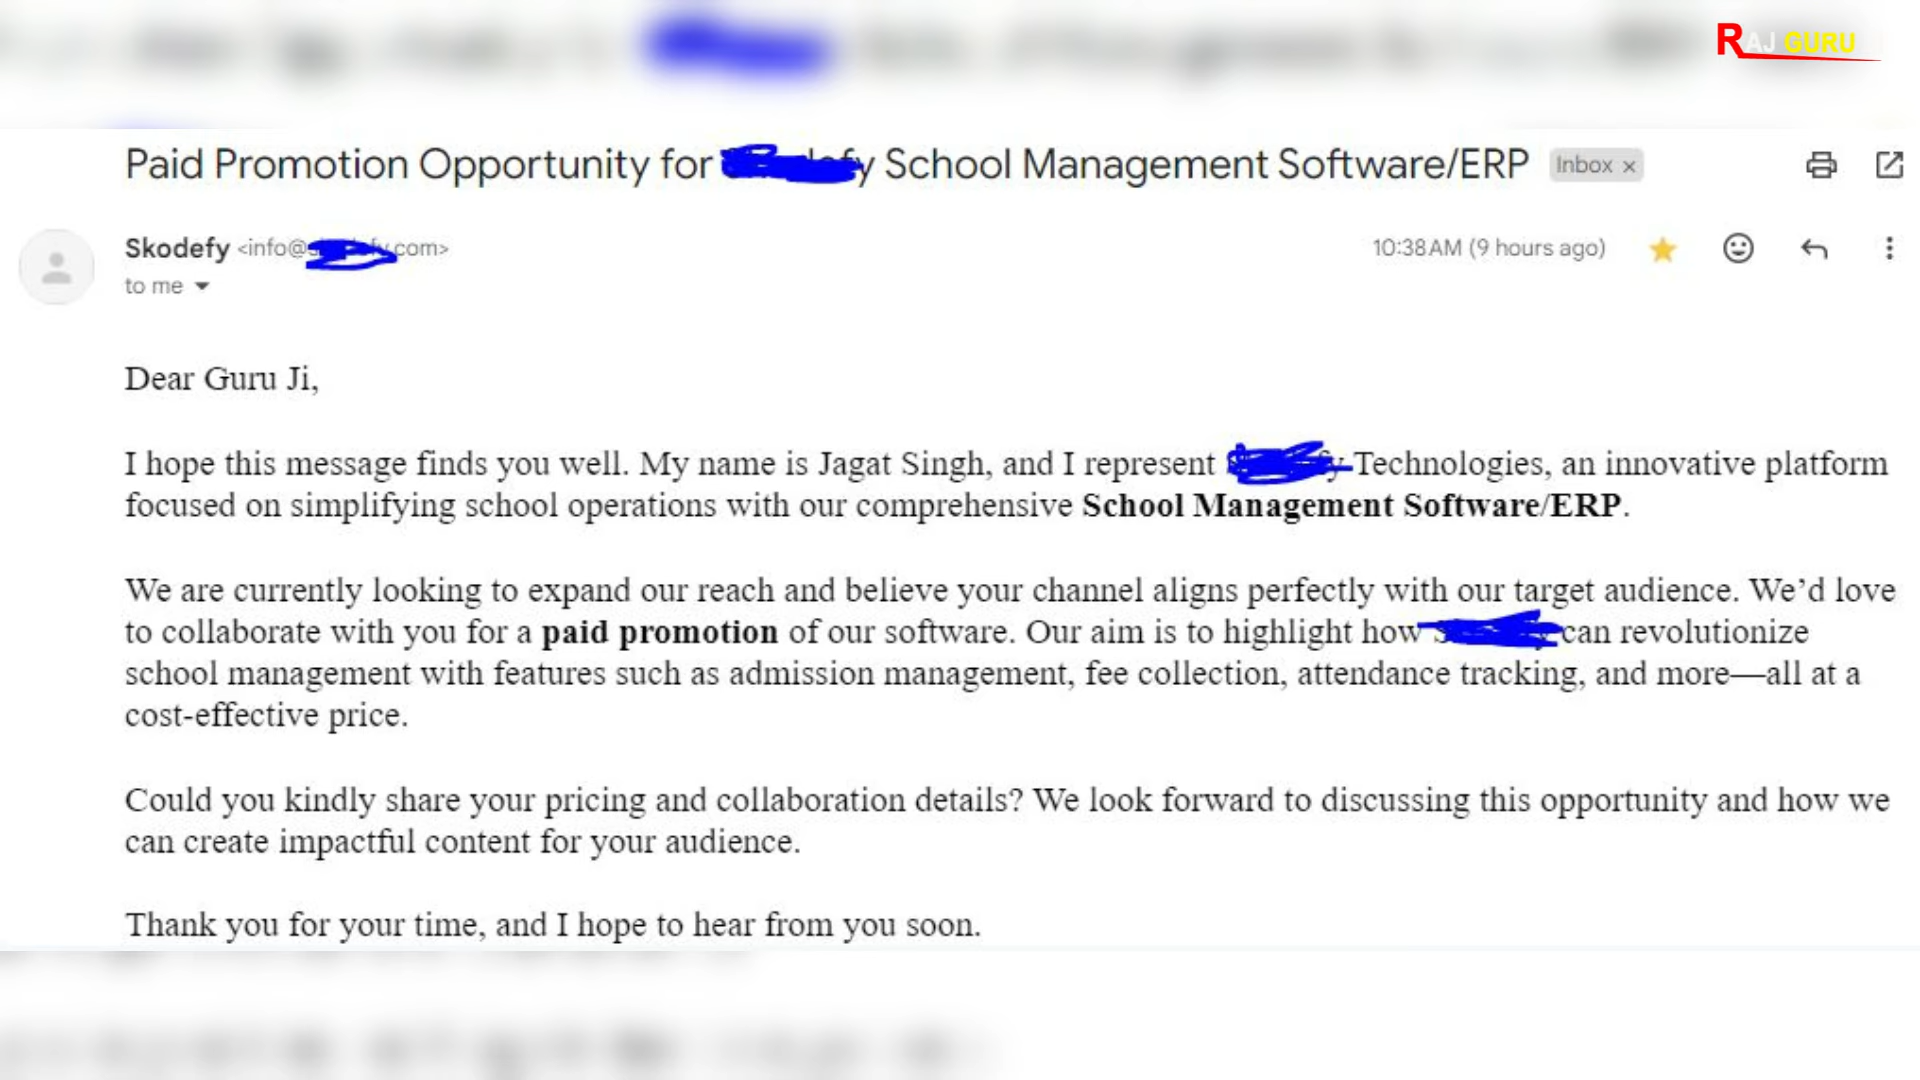 RAJ GURU
Paid Promotion Opportunity for School Management Software/ERP Inbox ×
Skodefy <info@ .com>
10:38 AM (9 hours ago)
to me
Dear Guru Ji,
I hope this message finds you well. My name is Jagat Singh, and I represent Technologies, an innovative platform
focused on simplifying school operations with our comprehensive School Management Software/ERP.
We are currently looking to expand our reach and believe your channel aligns perfectly with our target audience. We’d love
to collaborate with you for a paid promotion of our software. Our aim is to highlight how can revolutionize
school management with features such as admission management, fee collection, attendance tracking, and more—all at a
cost-effective price.
Could you kindly share your pricing and collaboration details? We look forward to discussing this opportunity and how we
can create impactful content for your audience.
Thank you for your time, and I hope to hear from you soon.